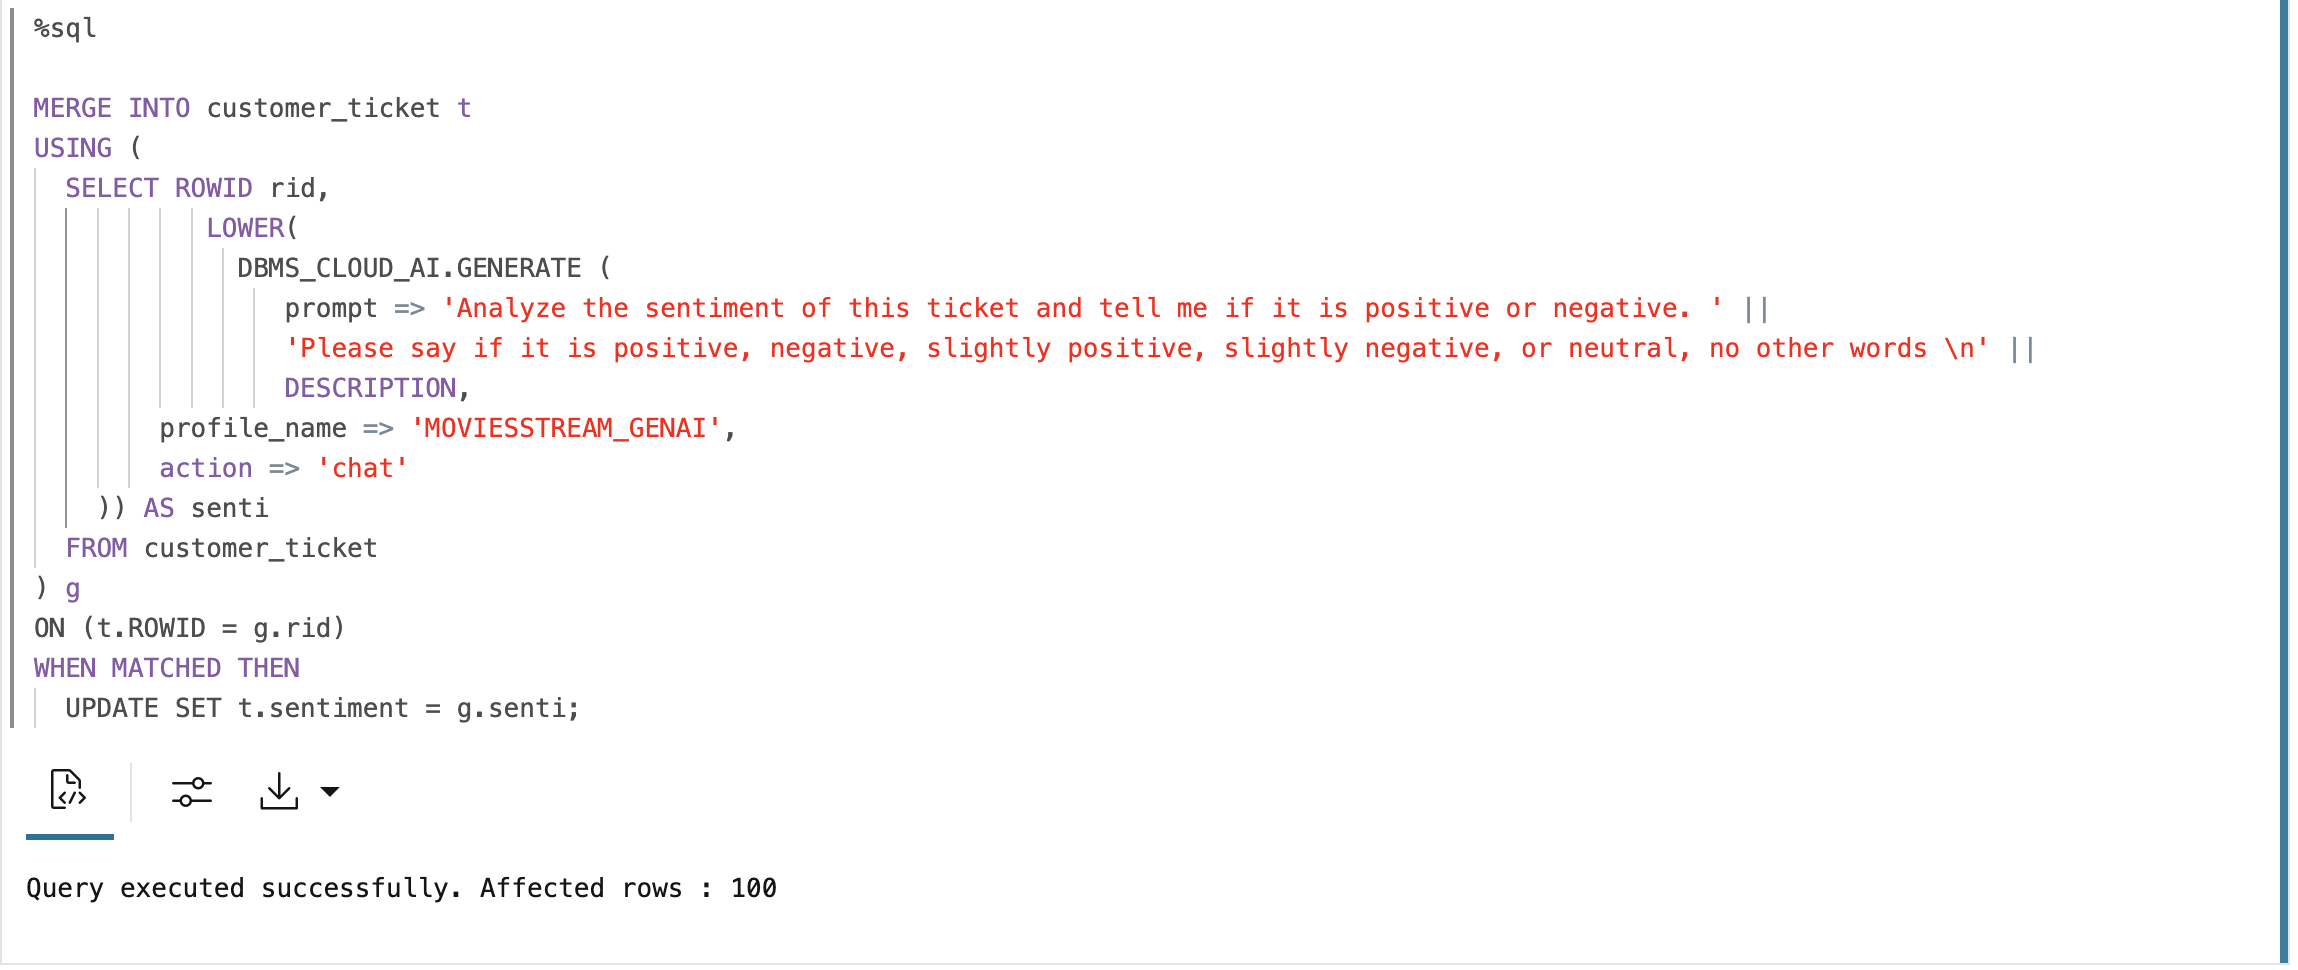 %sql
MERGE INTO customer_ticket t
USING (
SELECT ROWID rid,
LOWER(
DBMS_CLOUD_AI.GENERATE (
prompt => 'Analyze the sentiment of this ticket and tell me if it is positive or negative. ' ||
'Please say if it is positive, negative, slightly positive, slightly negative, or neutral, no other words \n' ||
DESCRIPTION,
profile_name => 'MOVIESSTREAM_GENAI',
action => 'chat'
)) AS senti
FROM customer_ticket
) g
ON (t.ROWID = g.rid)
WHEN MATCHED THEN
UPDATE SET t.sentiment = g.senti;
Query executed successfully. Affected rows : 100